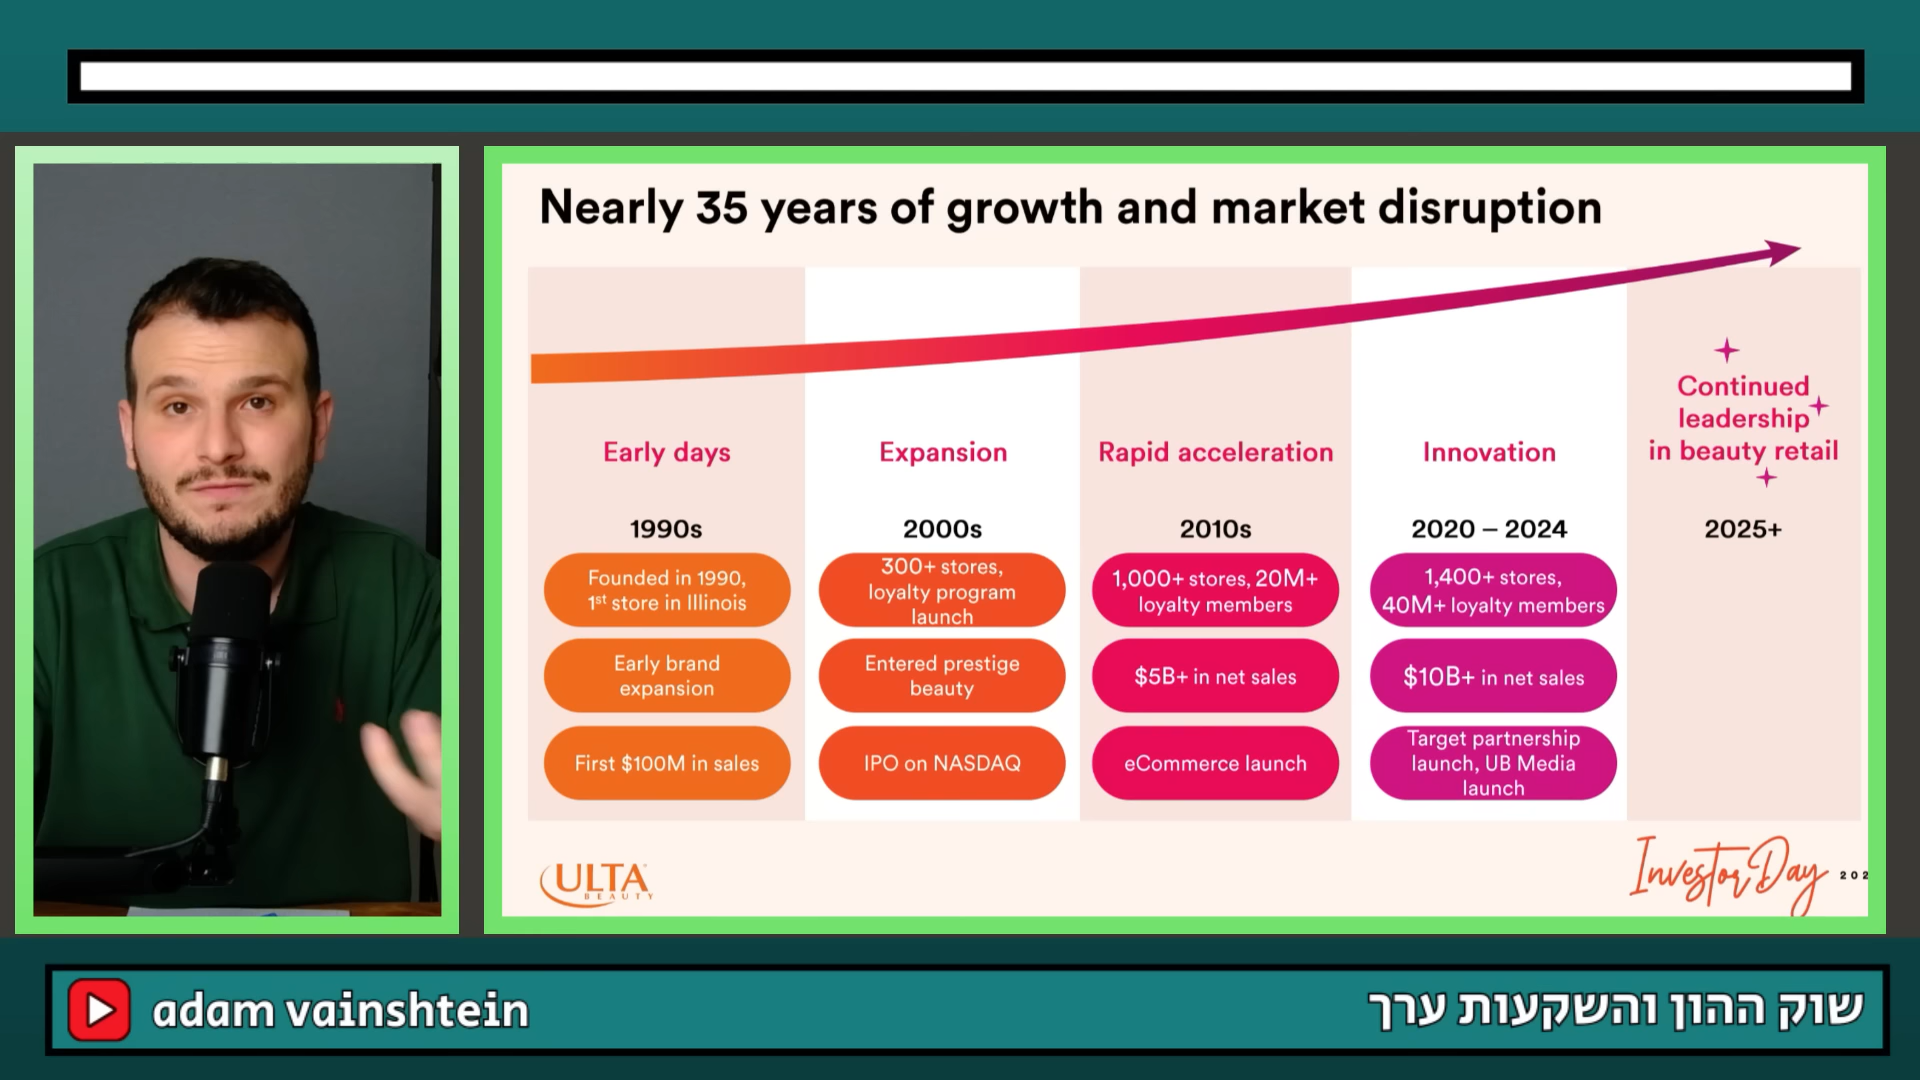 Nearly 35 years of growth and market disruption
Continued
leadership
in beauty retail
Early days
Expansion
Rapid acceleration
Innovation
1990s
2000s
2010s
2020 – 2024
2025+
Founded in 1990,
1st store in Illinois
Early brand
expansion
First $100M in sales
300+ stores,
loyalty program
launch
Entered prestige
beauty
IPO on NASDAQ
1,000+ stores, 20M+
loyalty members
$5B+ in net sales
eCommerce launch
1,400+ stores,
40M+ loyalty members
$10B+ in net sales
Target partnership
launch, UB Media
launch
ULTA
BEAUTY
Investor Day 202
adam vainshtein
שוק ההון והשקעות ערך